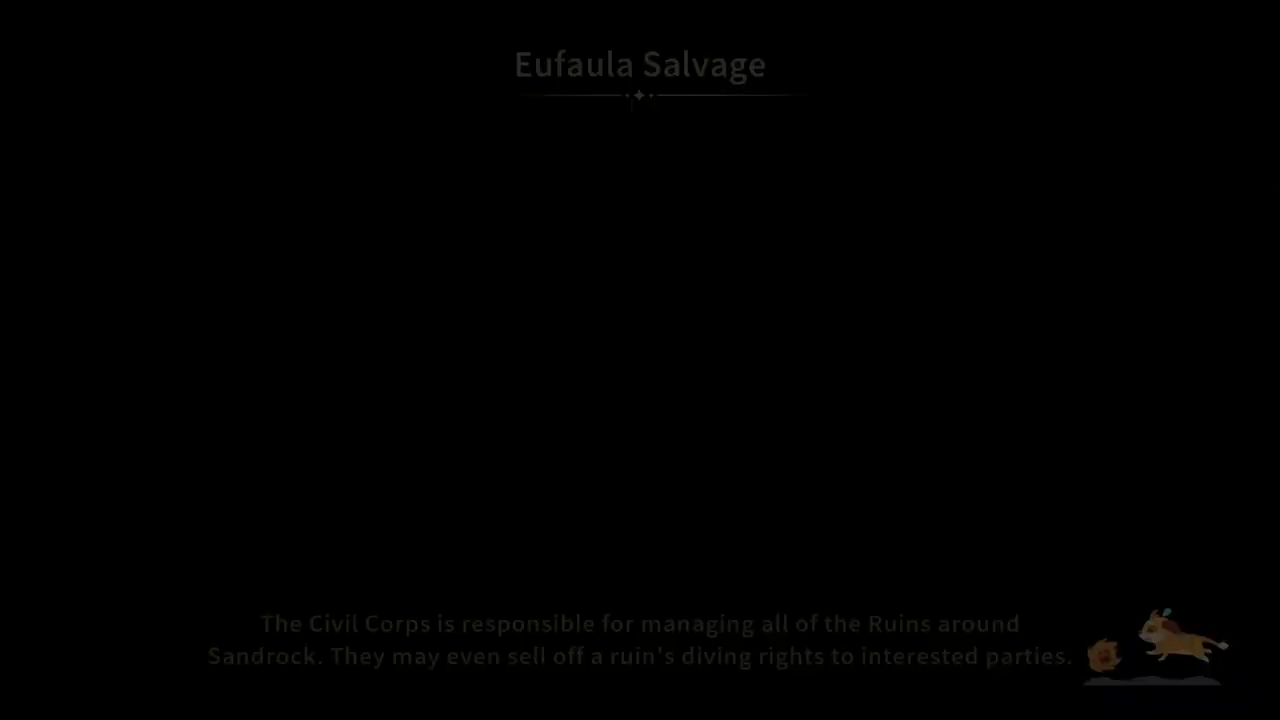 Eufaula Salvage
The Civil Corps is responsible for managing all of the Ruins around
Sandrock. They may even sell off a ruin's diving rights to interested parties.